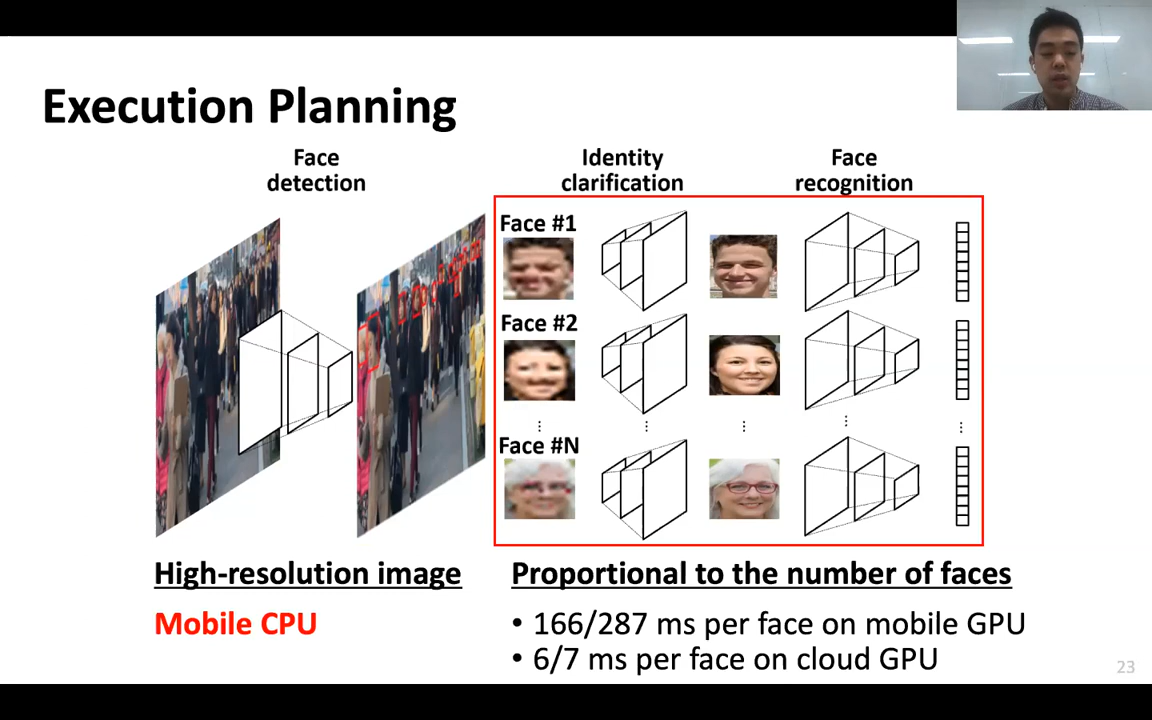 Execution Planning
Face
detection
Identity
clarification
Face
recognition
Face #1
Face #2
Face #N
High-resolution image
Mobile CPU
Proportional to the number of faces
• 166/287 ms per face on mobile GPU
• 6/7 ms per face on cloud GPU
23